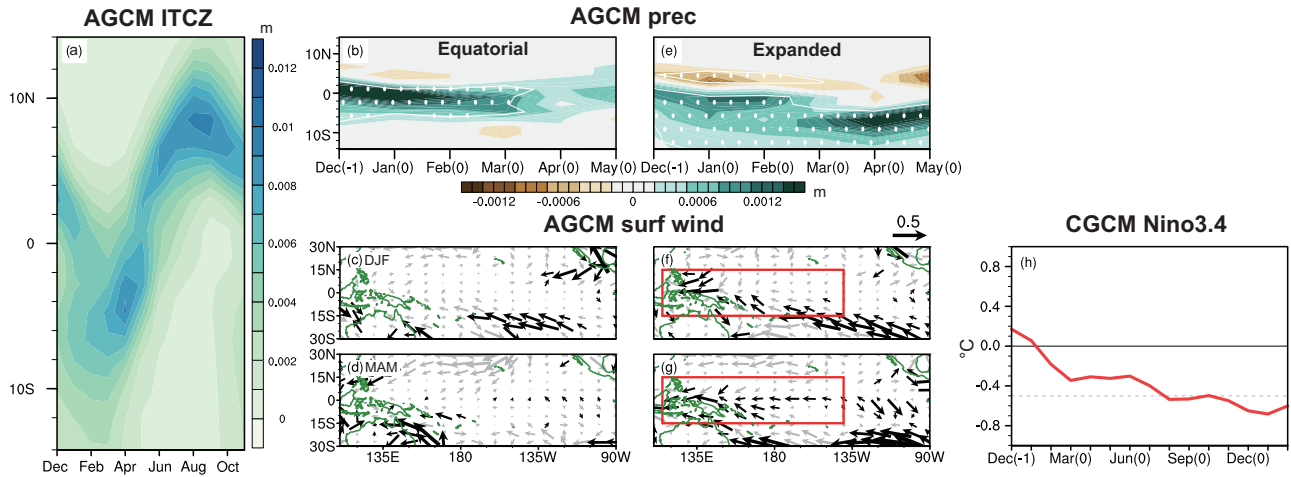 AGCM ITCZ
AGCM prec
m
(a)
0.012
0.01
0.008
0.006
0.004
0.002
0
10N
0
10S
Dec Feb Apr Jun Aug Oct
(b) Equatorial
10N
0
10S
Dec(-1) Jan(0) Feb(0) Mar(0) Apr(0) May(0)
(e) Expanded
Dec(-1) Jan(0) Feb(0) Mar(0) Apr(0) May(0)
-0.0012 -0.0006 0 0.0006 0.0012 m
AGCM surf wind
0.5
30N
15N
0
15S
30S
(c) DJF
(f)
30N
15N
0
15S
30S
(d) MAM
(g)
135E 180 135W 90W
135E 180 135W 90W
CGCM Nino3.4
(h)
°C
0.8
0.4
0.0
-0.4
-0.8
Dec(-1) Mar(0) Jun(0) Sep(0) Dec(0)